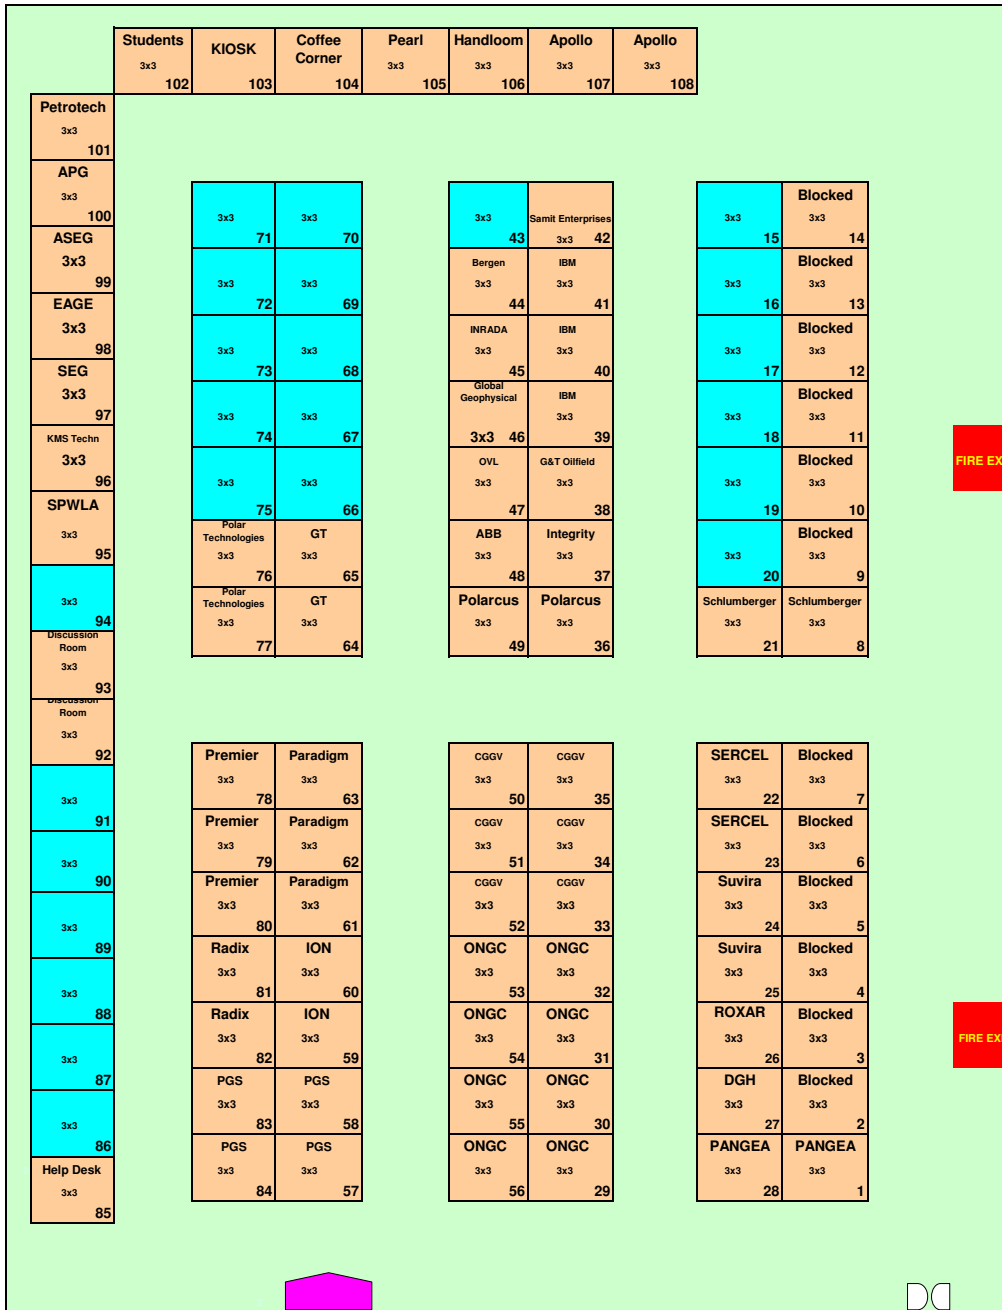 Students
3x3
102
KIOSK
103
Coffee
Corner
104
Pearl
3x3
105
Handloom
3x3
106
Apollo
3x3
107
Apollo
3x3
108
Petrotech
3x3
101
APG
3x3
100
ASEG
3x3
99
EAGE
3x3
98
SEG
3x3
97
KMS Techn
3x3
96
SPWLA
3x3
95
3x3
94
Discussion
Room
3x3
93
Discussion
Room
3x3
92
3x3
91
3x3
90
3x3
89
3x3
88
3x3
87
3x3
86
Help Desk
3x3
85
3x3
71
3x3
70
3x3
72
3x3
69
3x3
73
3x3
68
3x3
74
3x3
67
3x3
75
3x3
66
Polar
Technologies
3x3
76
GT
3x3
65
Polar
Technologies
3x3
77
GT
3x3
64
3x3
43
Samit Enterprises
3x3 42
Bergen
3x3
44
IBM
3x3
41
INRADA
3x3
45
IBM
3x3
40
Global
Geophysical
3x3 46
IBM
3x3
39
OVL
3x3
47
G&T Oilfield
3x3
38
ABB
3x3
48
Integrity
3x3
37
Polarcus
3x3
49
Polarcus
3x3
36
3x3
15
Blocked
3x3
14
3x3
16
Blocked
3x3
13
3x3
17
Blocked
3x3
12
3x3
18
Blocked
3x3
11
3x3
19
Blocked
3x3
10
3x3
20
Blocked
3x3
9
Schlumberger
3x3
21
Schlumberger
3x3
8
FIRE EX
Premier
3x3
78
Paradigm
3x3
63
Premier
3x3
79
Paradigm
3x3
62
Premier
3x3
80
Paradigm
3x3
61
Radix
3x3
81
ION
3x3
60
Radix
3x3
82
ION
3x3
59
PGS
3x3
83
PGS
3x3
58
PGS
3x3
84
PGS
3x3
57
CGGV
3x3
50
CGGV
3x3
35
CGGV
3x3
51
CGGV
3x3
34
CGGV
3x3
52
CGGV
3x3
33
ONGC
3x3
53
ONGC
3x3
32
ONGC
3x3
54
ONGC
3x3
31
ONGC
3x3
55
ONGC
3x3
30
ONGC
3x3
56
ONGC
3x3
29
SERCEL
3x3
22
Blocked
3x3
7
SERCEL
3x3
23
Blocked
3x3
6
Suvira
3x3
24
Blocked
3x3
5
Suvira
3x3
25
Blocked
3x3
4
ROXAR
3x3
26
Blocked
3x3
3
DGH
3x3
27
Blocked
3x3
2
PANGEA
3x3
28
PANGEA
3x3
1
FIRE EX